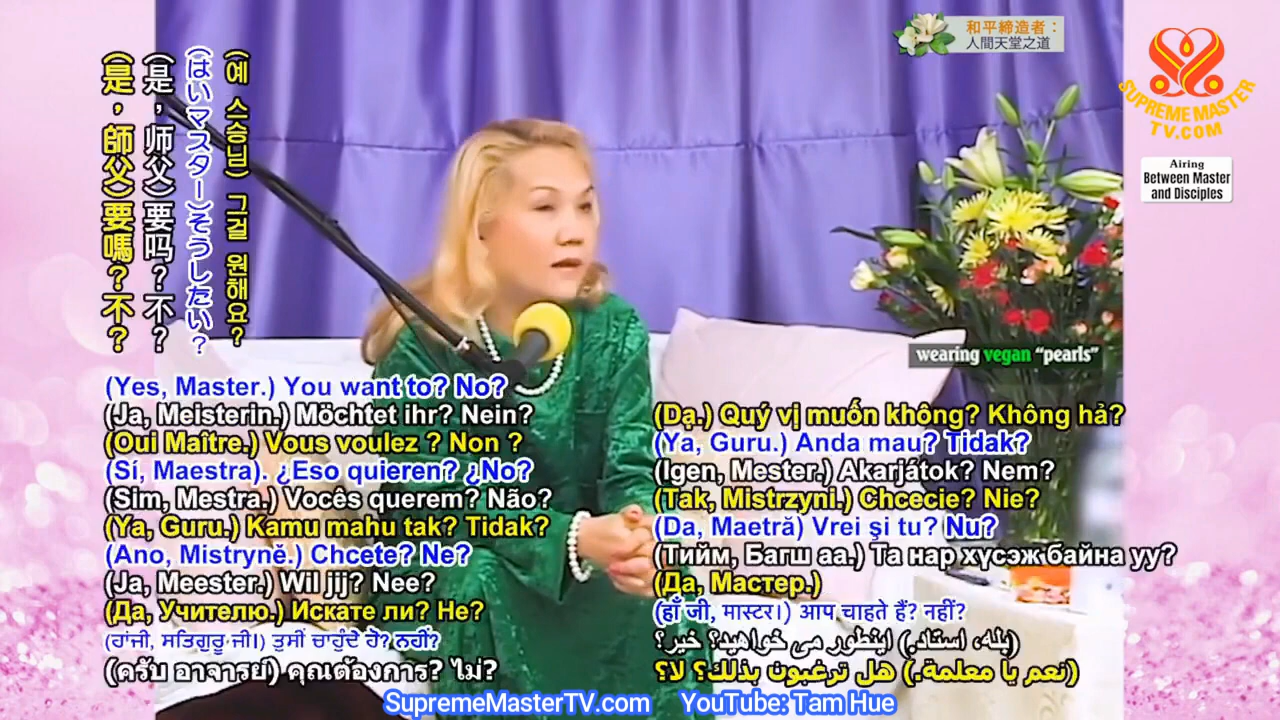 和平締造者：
人間天堂之道
SUPREME MASTER
TV.COM
Airing
Between Master
and Disciples
(是，師父)要嗎？不？
(是，师父)要吗？不？
(はいマスター)そうしたい？
(예 스승님) 그걸 원해요?
wearing vegan “pearls”
(Yes, Master.) You want to? No?
(Ja, Meisterin.) Möchtet ihr? Nein?
(Oui Maître.) Vous voulez ? Non ?
(Sí, Maestra). ¿Eso quieren? ¿No?
(Sim, Mestra.) Vocês querem? Não?
(Ya, Guru.) Kamu mahu tak? Tidak?
(Ano, Mistryně.) Chcete? Ne?
(Ja, Meester.) Wil jij? Nee?
(Да, Учителю.) Искате ли? Не?
(ਹਾਂਜੀ, ਸਤਿਗੁਰੂ ਜੀ।) ਤੁਸੀਂ ਚਾਹੁੰਦੇ ਹੋ? ਨਹੀਂ?
(ครับ อาจารย์) คุณต้องการ? ไม่?
(Dạ.) Quý vị muốn không? Không hả?
(Ya, Guru.) Anda mau? Tidak?
(Igen, Mester.) Akarjátok? Nem?
(Tak, Mistrzyni.) Chcecie? Nie?
(Da, Maetră) Vrei şi tu? Nu?
(Тийм, Багш аа.) Та нар хүсэж байна уу?
(Да, Мастер.)
(हाँ जी, मास्टर।) आप चाहते हैं? नहीं?
(بله، استاد.) اینطور می خواهید؟ خیر؟
(نعم يا معلمة.) هل ترغبون بذلك؟ لا؟
SupremeMasterTV.com YouTube: Tam Hue